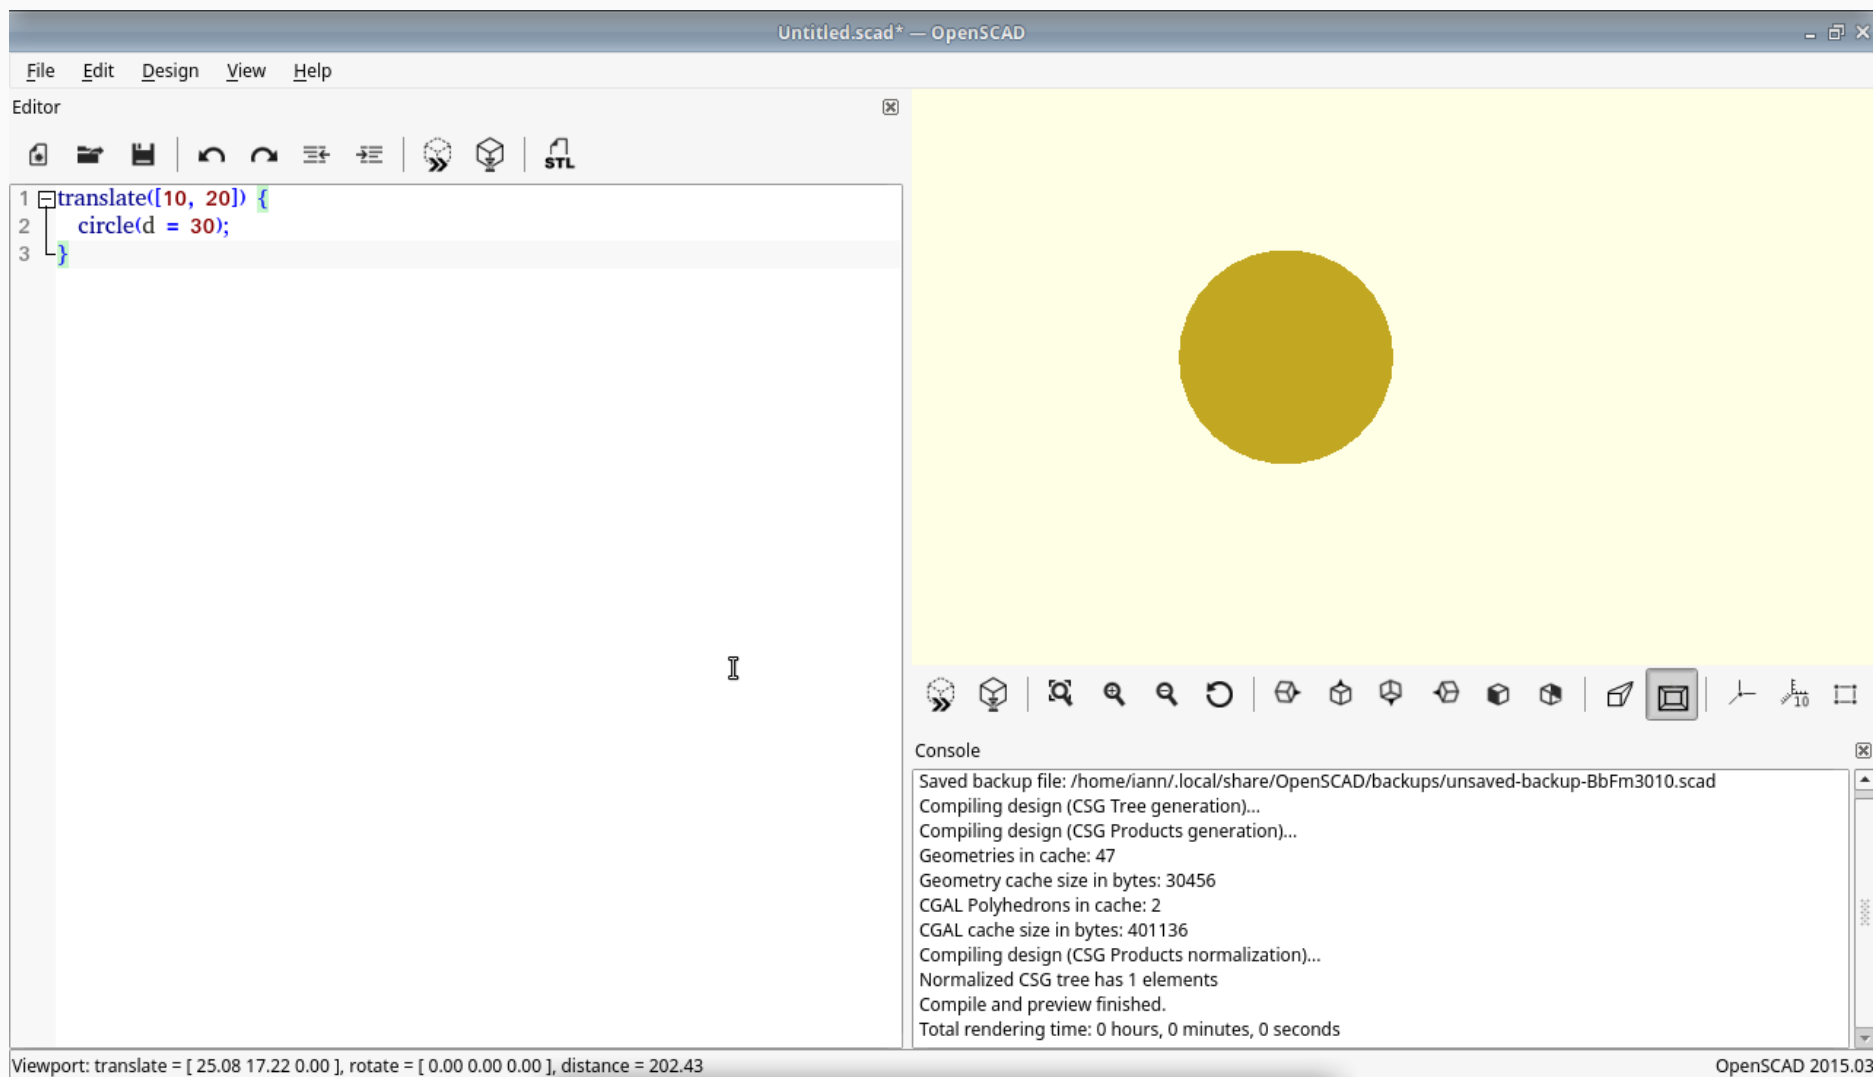 Untitled.scad* — OpenSCAD
File Edit Design View Help
Editor
STL
1 translate([10, 20]) {
2 circle(d = 30);
3 }
10
Console
Saved backup file: /home/iann/.local/share/OpenSCAD/backups/unsaved-backup-BbFm3010.scad
Compiling design (CSG Tree generation)...
Compiling design (CSG Products generation)...
Geometries in cache: 47
Geometry cache size in bytes: 30456
CGAL Polyhedrons in cache: 2
CGAL cache size in bytes: 401136
Compiling design (CSG Products normalization)...
Normalized CSG tree has 1 elements
Compile and preview finished.
Total rendering time: 0 hours, 0 minutes, 0 seconds
Viewport: translate = [ 25.08 17.22 0.00 ], rotate = [ 0.00 0.00 0.00 ], distance = 202.43
OpenSCAD 2015.03